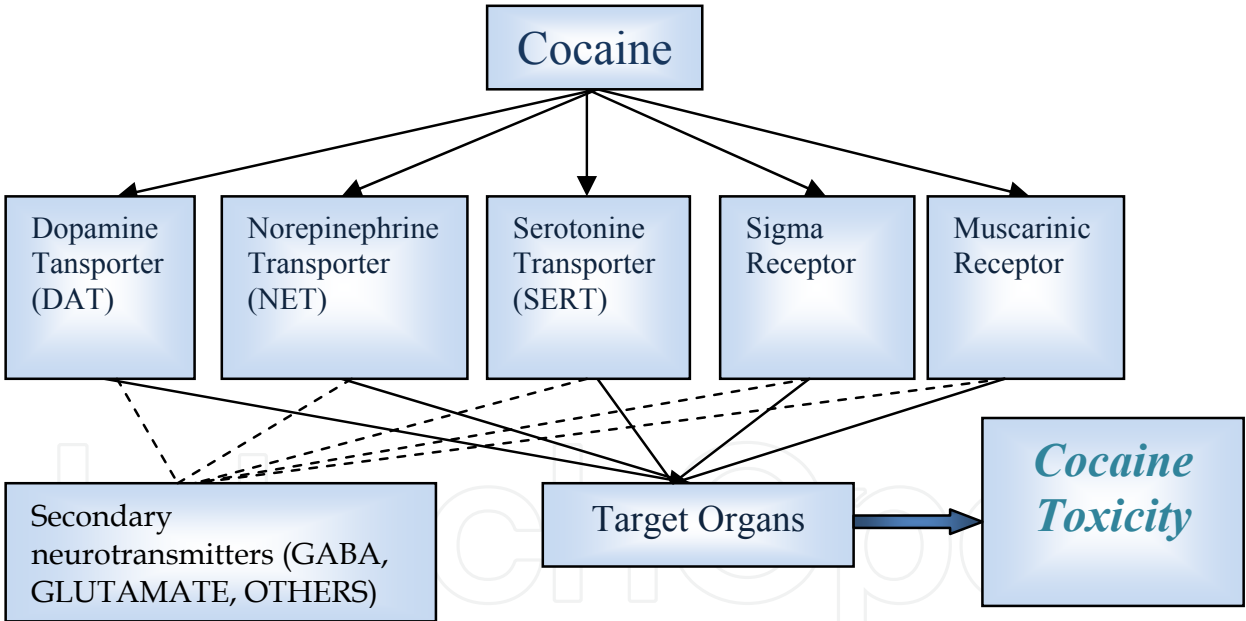 Cocaine
Dopamine
Tansporter
(DAT)
Norepinephrine
Transporter
(NET)
Serotonine
Transporter
(SERT)
Sigma
Receptor
Muscarinic
Receptor
Secondary
neurotransmitters (GABA,
GLUTAMATE, OTHERS)
Target Organs
Cocaine
Toxicity